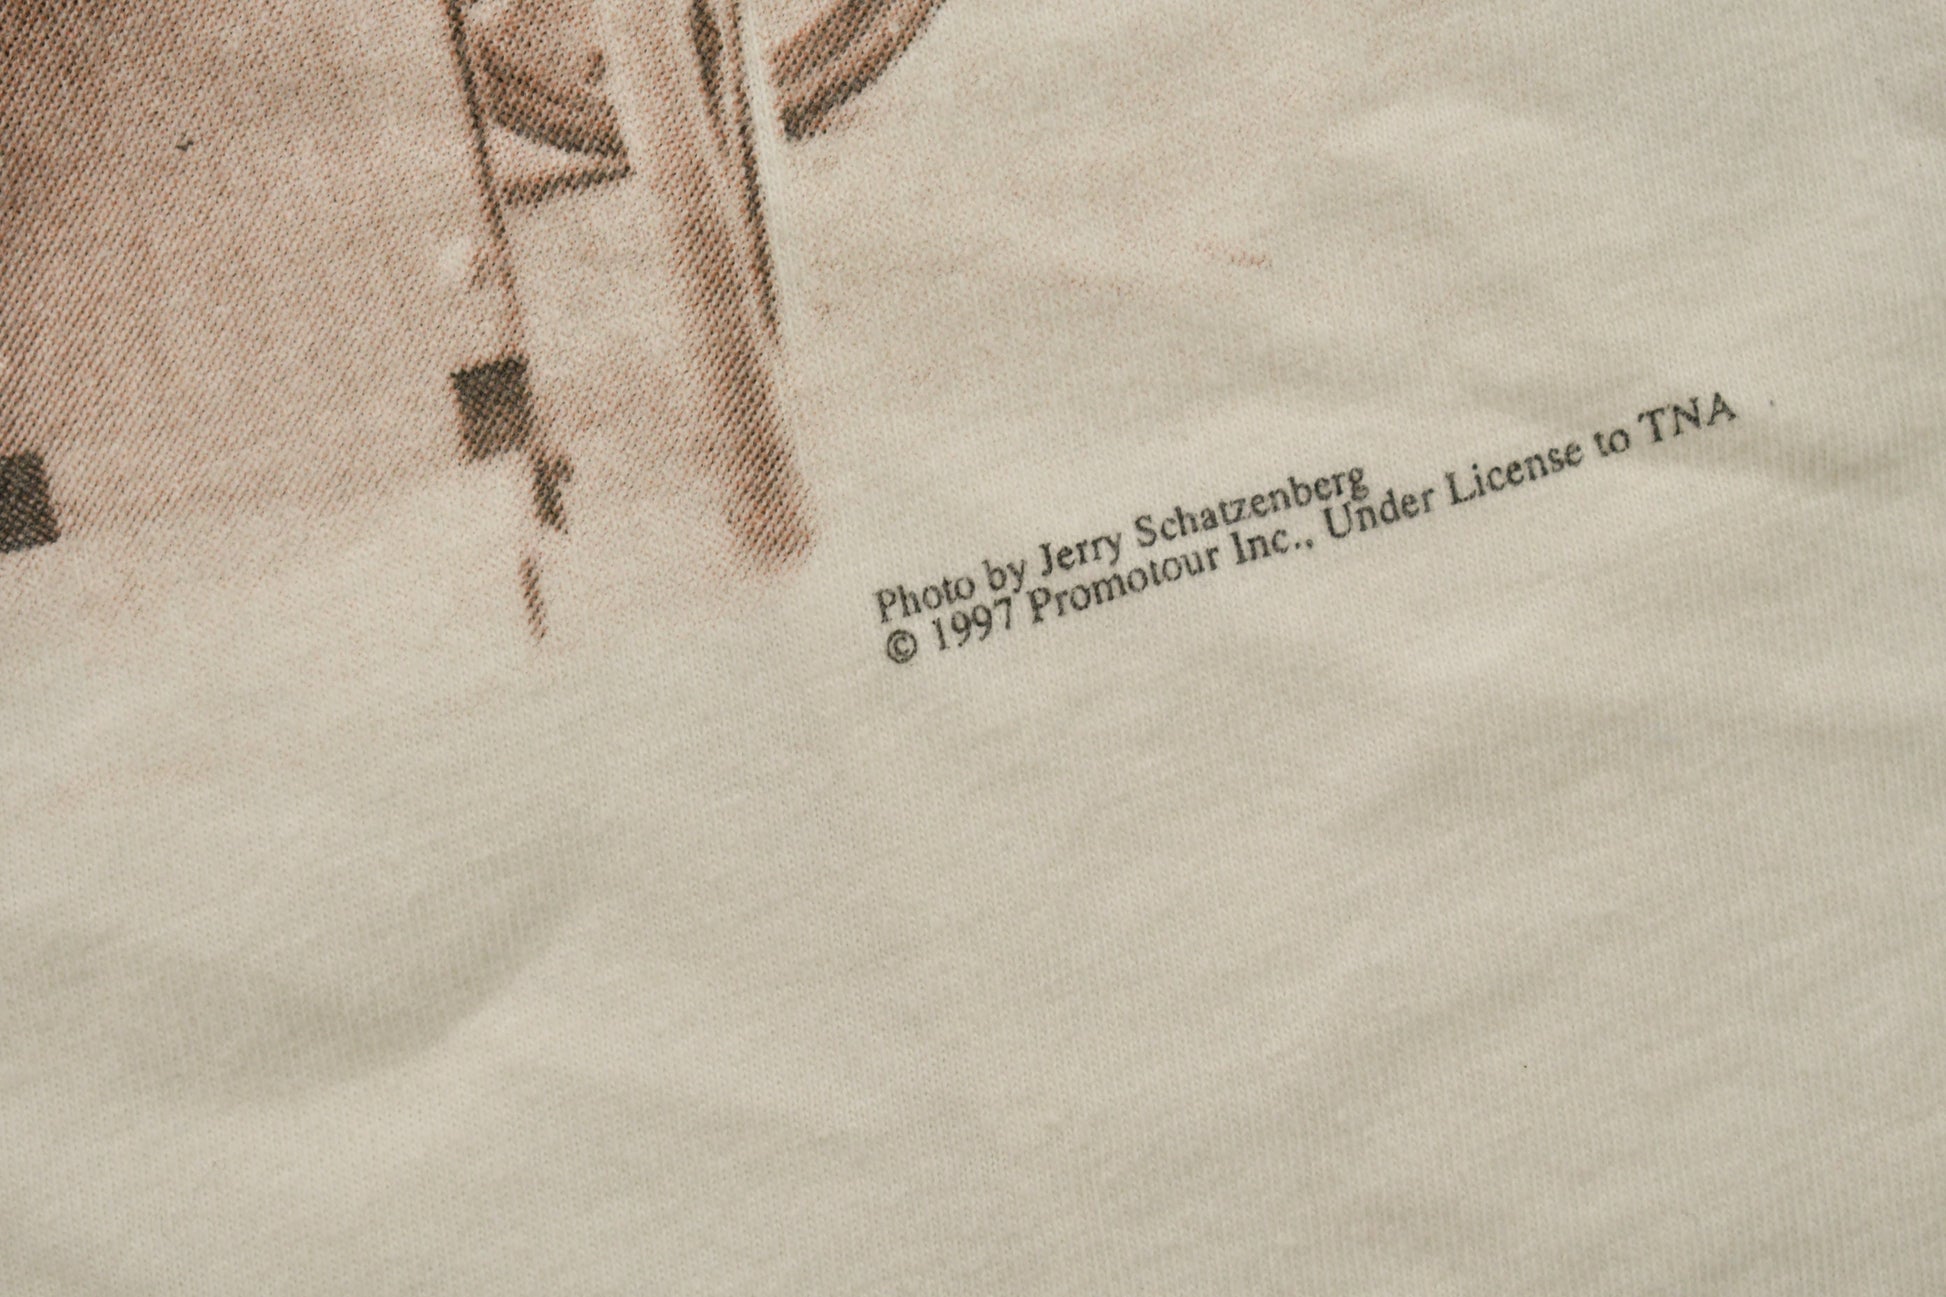 Photo by Jerry Schatzenberg
© 1997 Promotour Inc., Under License to TNA